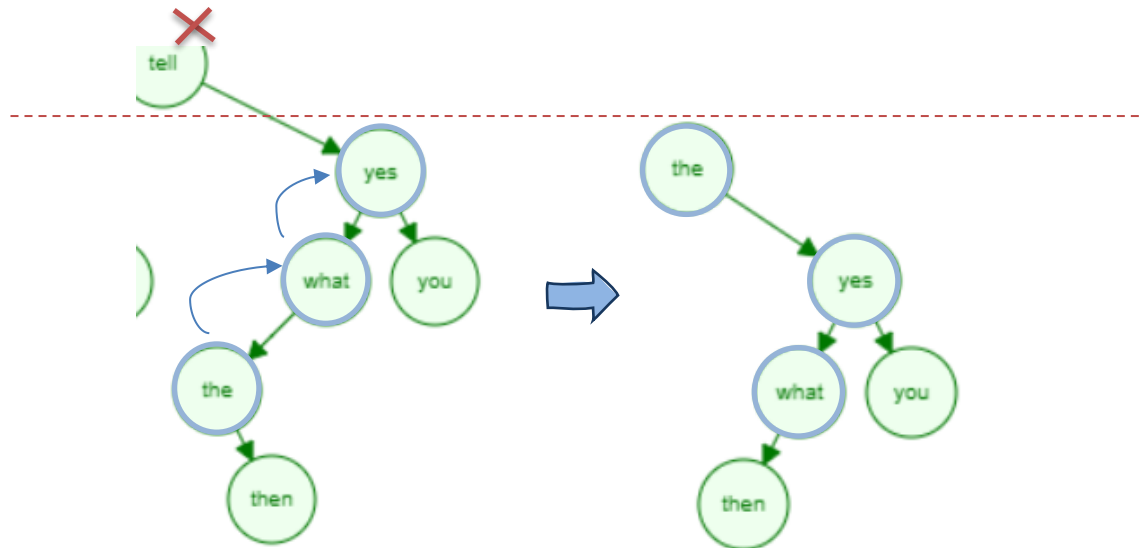 tell
yes
what
you
the
then
the
yes
what
you
then